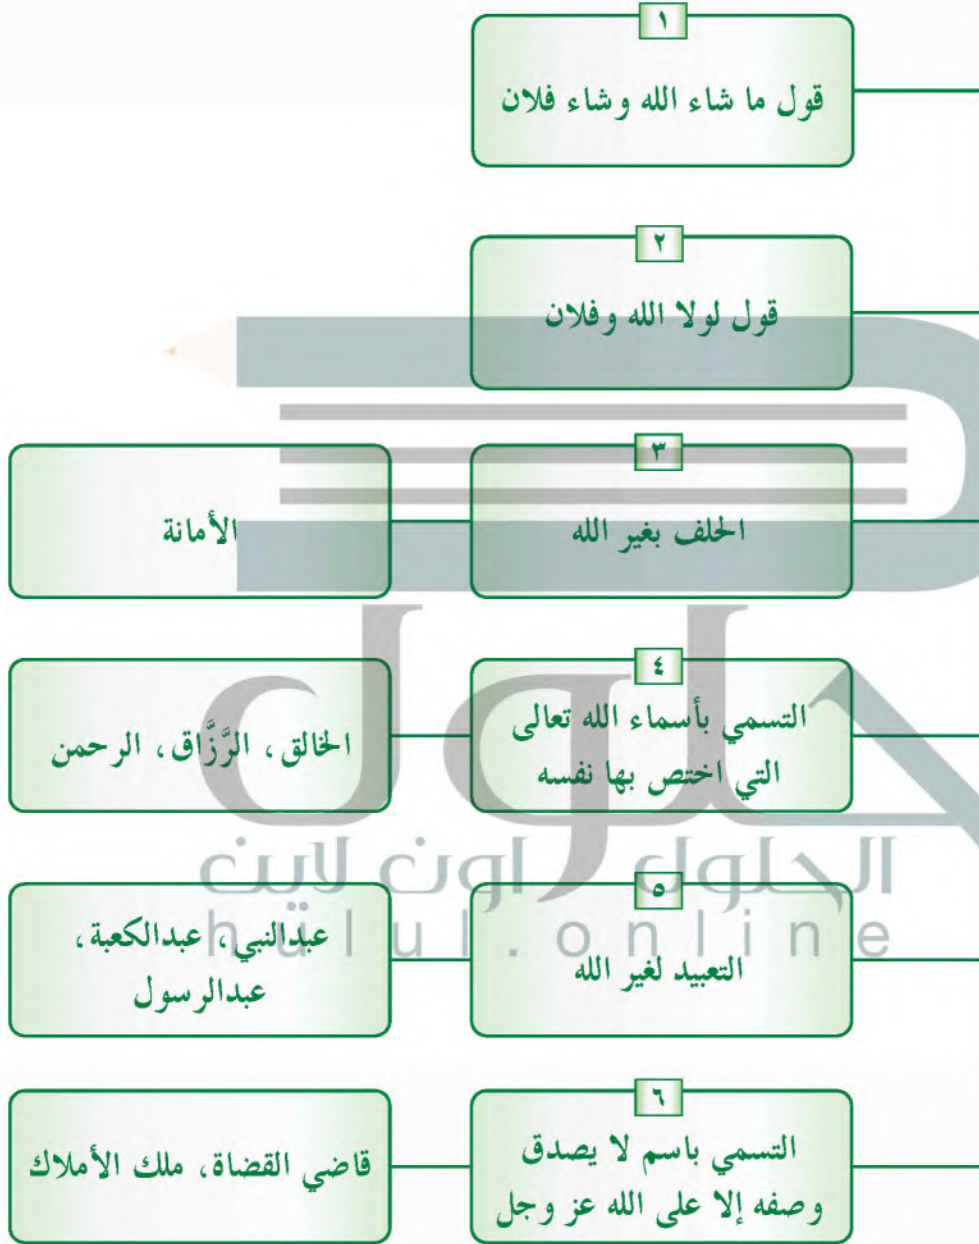 ١
قول ما شاء الله وشاء فلان
٢
قول لولا الله وفلان
٣
الحلف بغير الله
الأمانة
٤
التسمي بأسماء الله تعالى
التي اختص بها نفسه
الخالق، الرَّزَّاق، الرحمن
٥
التعبيد لغير الله
عبدالنبي، عبدالكعبة،
عبدالرسول
٦
التسمي باسم لا يصدق
وصفه إلا على الله عز وجل
قاضي القضاة، ملك الأملاك
حلول
الحلول اون لاين
hulul.online